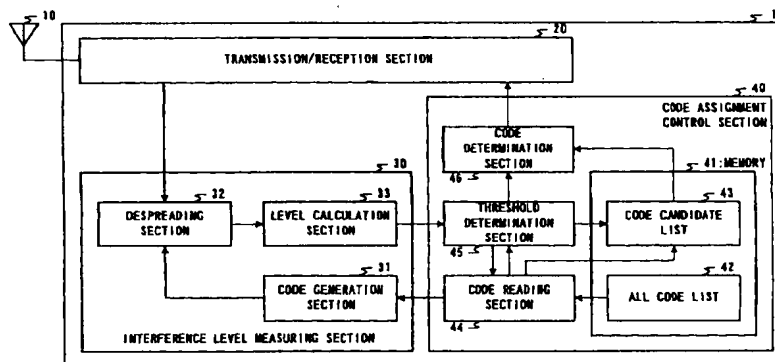 10
1
20
TRANSMISSION/RECEPTION SECTION
40
CODE ASSIGNMENT
CONTROL SECTION
CODE
DETERMINATION
SECTION
46
41:MEMORY
30
32
DESPREADING
SECTION
33
LEVEL CALCULATION
SECTION
THRESHOLD
DETERMINATION
SECTION
45
43
CODE CANDIDATE
LIST
31
CODE GENERATION
SECTION
CODE READING
SECTION
44
42
ALL CODE LIST
INTERFERENCE LEVEL MEASURING SECTION